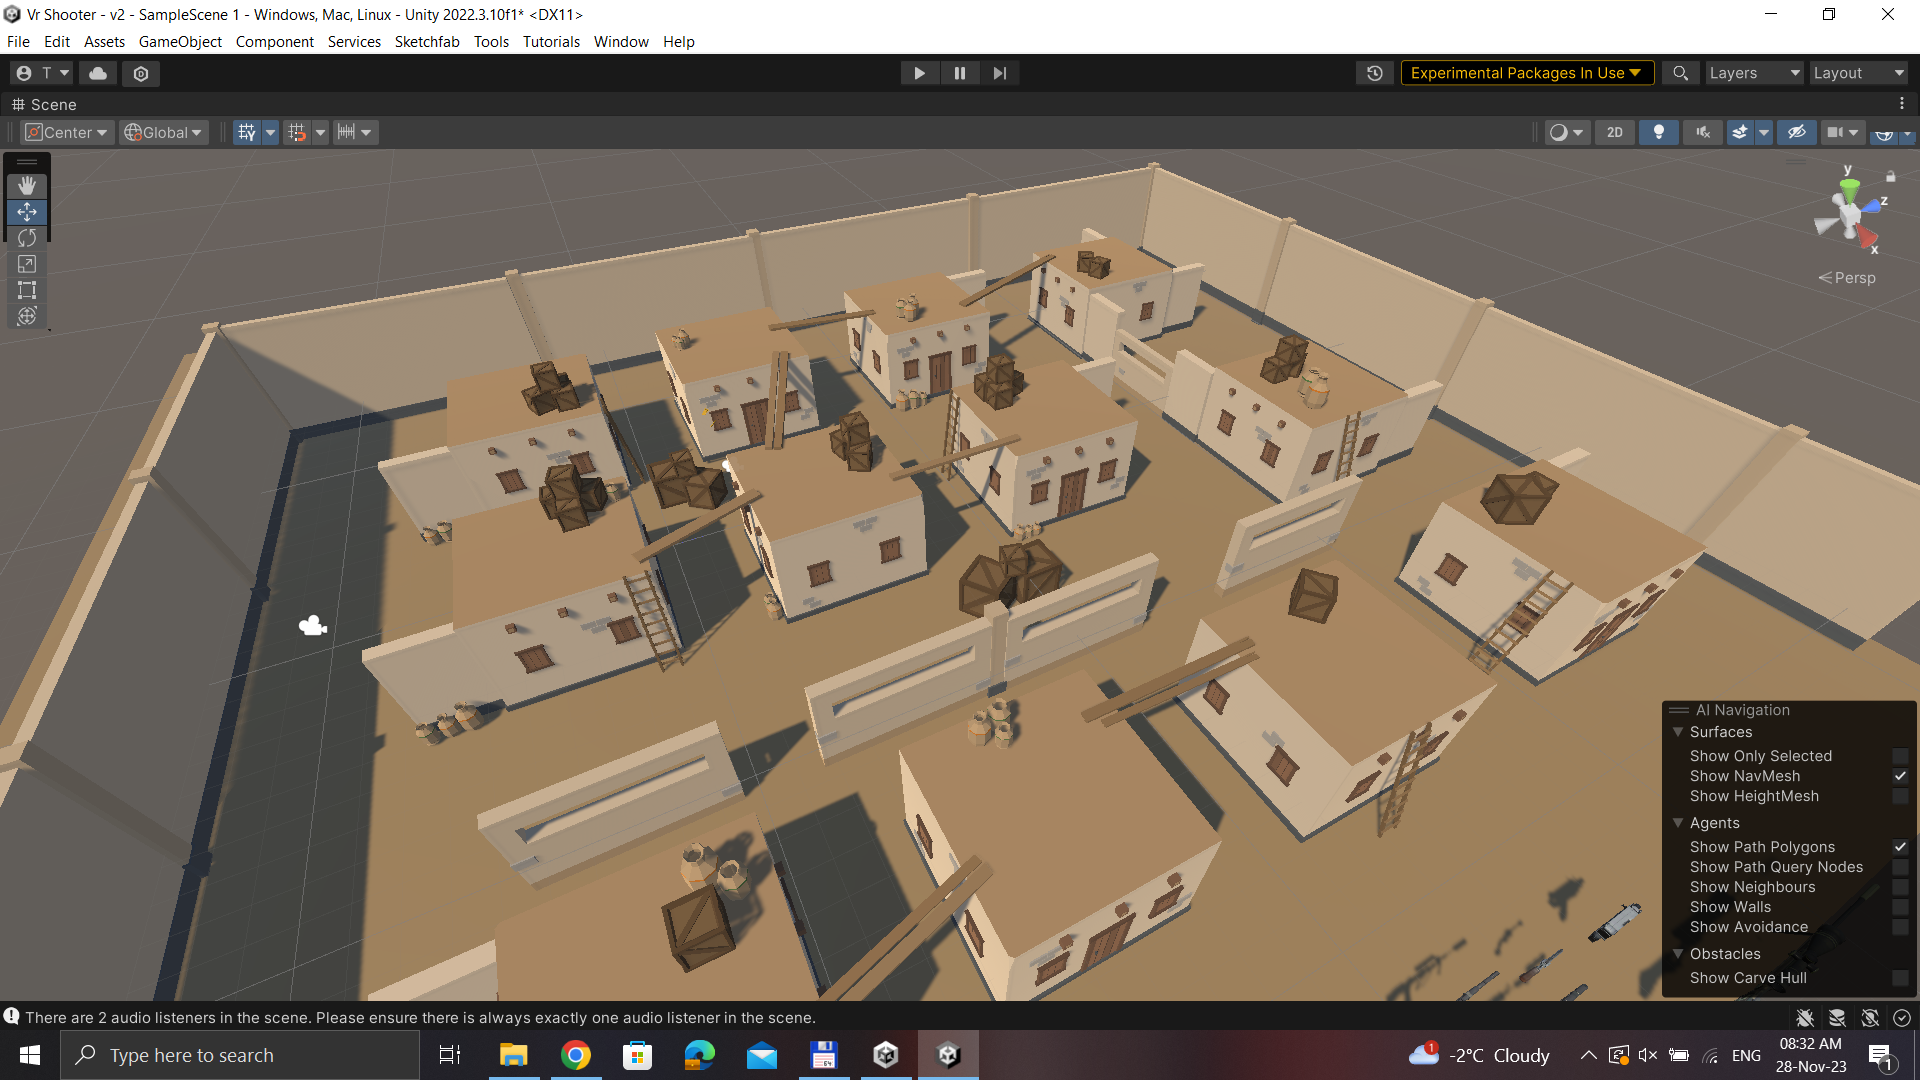 Vr Shooter - v2 - SampleScene 1 - Windows, Mac, Linux - Unity 2022.3.10f1* <DX11>
File Edit Assets GameObject Component Services Sketchfab Tools Tutorials Window Help
T Experimental Packages In Use Layers Layout
Scene
Center Global 2D
y
z
x
Persp
AI Navigation
Surfaces
Show Only Selected
Show NavMesh
Show HeightMesh
Agents
Show Path Polygons
Show Path Query Nodes
Show Neighbours
Show Walls
Show Avoidance
Obstacles
Show Carve Hull
There are 2 audio listeners in the scene. Please ensure there is always exactly one audio listener in the scene.
Type here to search
1
-2°C Cloudy
ENG
08:32 AM
28-Nov-23
1